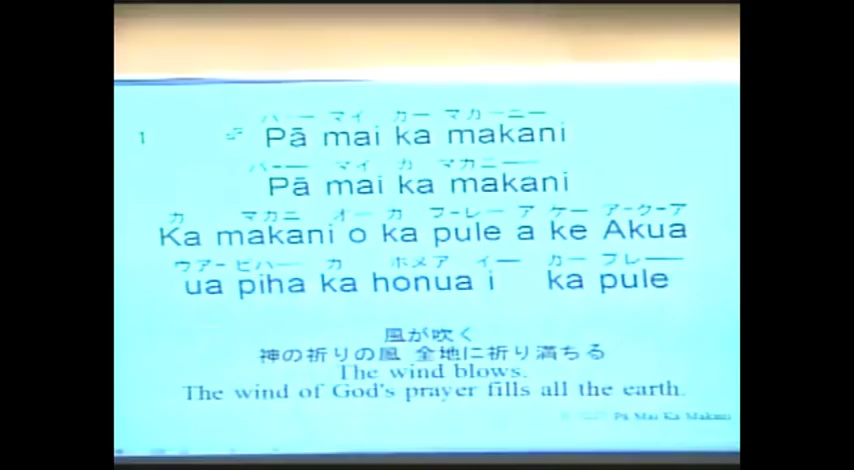 パー マイ カー マカーニー
1 Pā mai ka makani
パー マイ カ マカニー
Pā mai ka makani
カ マカニ オー カ プーレー ア ケー アークーア
Ka makani o ka pule a ke Akua
ウアー ピハー カ ホヌア イー カー プレー
ua piha ka honua i ka pule
風が吹く
神の祈りの風 全地に祈り満ちる
The wind blows.
The wind of God's prayer fills all the earth.
Pā Mai Ka Makani